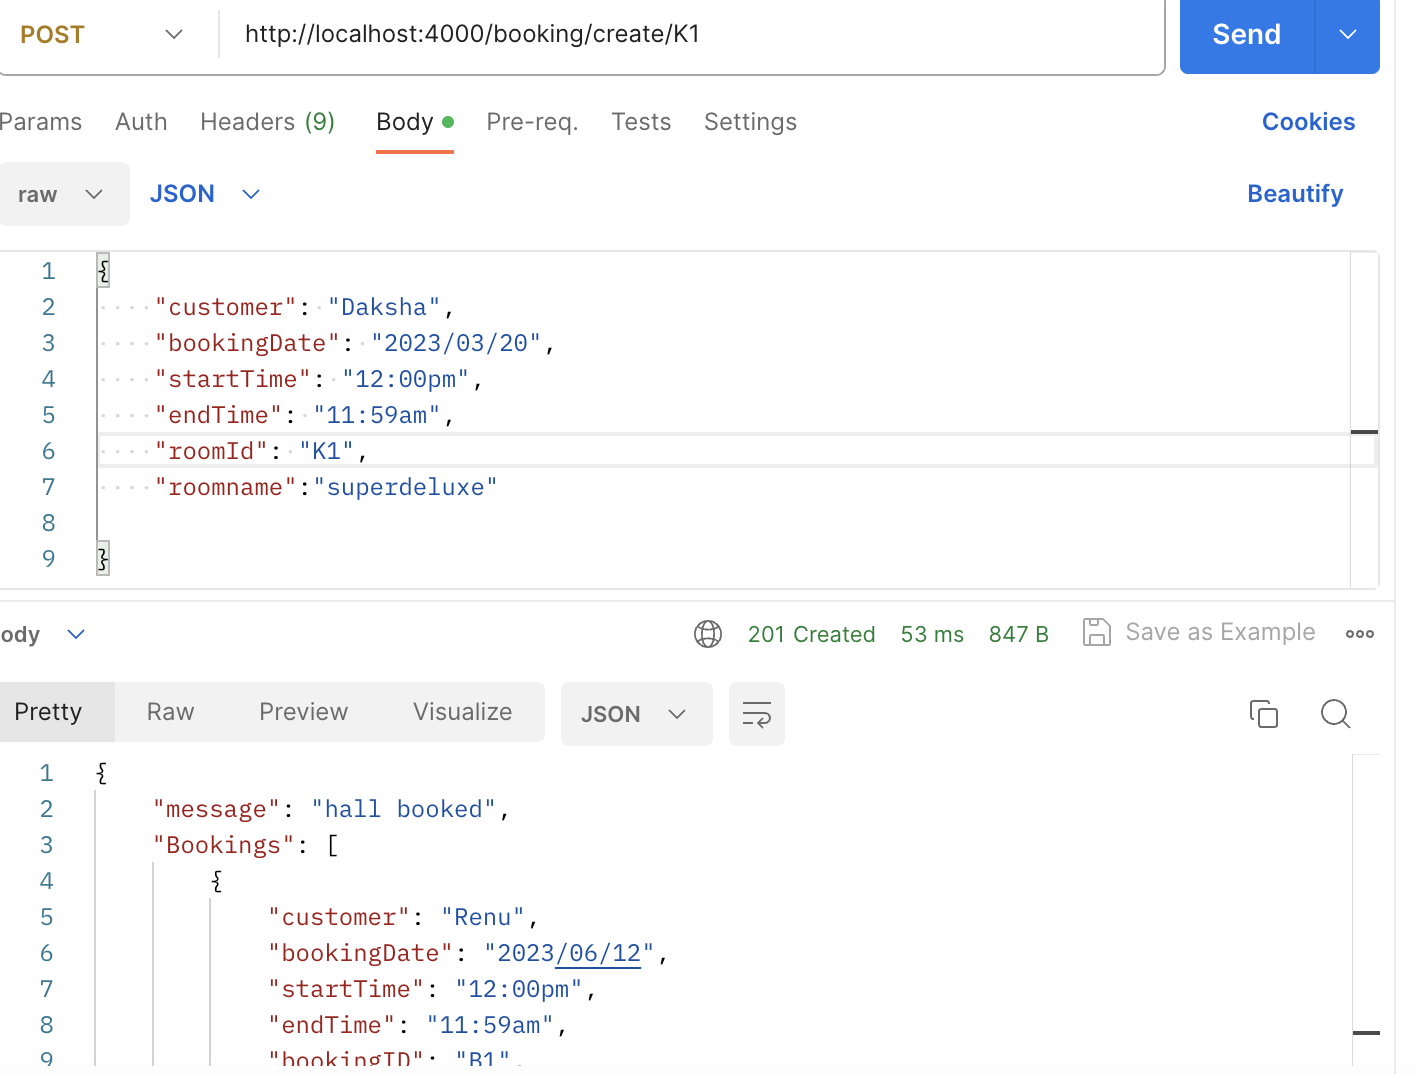 POST http://localhost:4000/booking/create/K1 Send
Params Auth Headers (9) Body Pre-req. Tests Settings Cookies
raw JSON Beautify
1 {
2 "customer": "Daksha",
3 "bookingDate": "2023/03/20",
4 "startTime": "12:00pm",
5 "endTime": "11:59am",
6 "roomId": "K1",
7 "roomname":"superdeluxe"
8
9 }
ody 201 Created 53 ms 847 B Save as Example
Pretty Raw Preview Visualize JSON
1 {
2 "message": "hall booked",
3 "Bookings": [
4 {
5 "customer": "Renu",
6 "bookingDate": "2023/06/12",
7 "startTime": "12:00pm",
8 "endTime": "11:59am",
9 "bookingID": "B1",